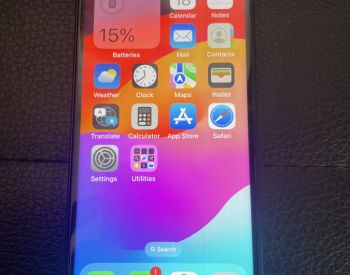 18
Calendar Notes
15%
Batteries Mail Contacts
Weather Clock Maps Wallet
Translate Calculator App Store Safari
Settings Utilities
Search
!